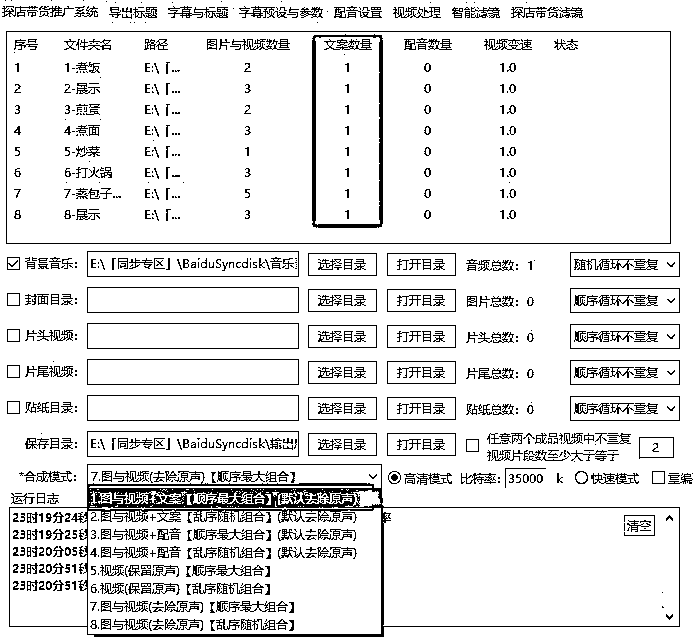 探店带货推广系统 导出标题 字幕与标题 字幕预设与参数 配音设置 视频处理 智能滤镜 探店带货滤镜
序号 文件夹名 路径 图片与视频数量 文案数量 配音数量 视频变速 状态
1 1-煮饭 E:\「... 2 1 0 1.0
2 2-展示 E:\「... 3 1 0 1.0
3 3-煎蛋 E:\「... 2 1 0 1.0
4 4-煮面 E:\「... 3 1 0 1.0
5 5-炒菜 E:\「... 1 1 0 1.0
6 6-打火锅 E:\「... 3 1 0 1.0
7 7-蒸包子... E:\「... 5 1 0 1.0
8 8-展示 E:\「... 3 1 0 1.0
背景音乐: E:\「同步专区」\BaiduSyncdisk\音乐 选择目录 打开目录 音频总数: 1 随机循环不重复
封面目录: 选择目录 打开目录 图片总数: 0 顺序循环不重复
片头视频: 选择目录 打开目录 片头总数: 0 顺序循环不重复
片尾视频: 选择目录 打开目录 片尾总数: 0 顺序循环不重复
贴纸目录: 选择目录 打开目录 贴纸总数: 0 顺序循环不重复
保存目录: E:\「同步专区」\BaiduSyncdisk\输出 选择目录 打开目录 任意两个成品视频中不重复
视频片段数至少大于等于 2
*合成模式: 7.图与视频(去除原声)【顺序最大组合】 高清模式 比特率: 35000 k 快速模式 重编
运行日志 1.图与视频+文案【顺序最大组合】(默认去除原声)
23时19分24秒 2.图与视频+文案【乱序随机组合】(默认去除原声) 率 清空
23时19分25秒 3.图与视频+配音【顺序最大组合】(默认去除原声)
23时20分05秒 4.图与视频+配音【乱序随机组合】(默认去除原声)
23时20分51秒 5.视频(保留原声)【顺序最大组合】
23时20分51秒 6.视频(保留原声)【乱序随机组合】
7.图与视频(去除原声)【顺序最大组合】
8.图与视频(去除原声)【乱序随机组合】